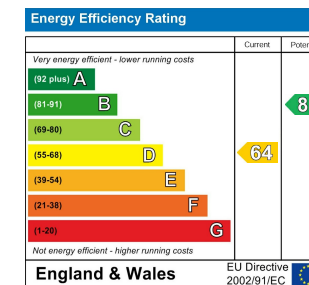 Energy Efficiency Rating
Current Poten
Very energy efficient - lower running costs
(92 plus) A
(81-91) B 8
(69-80) C
(55-68) D 64
(39-54) E
(21-38) F
(1-20) G
Not energy efficient - higher running costs
England & Wales
EU Directive
2002/91/EC